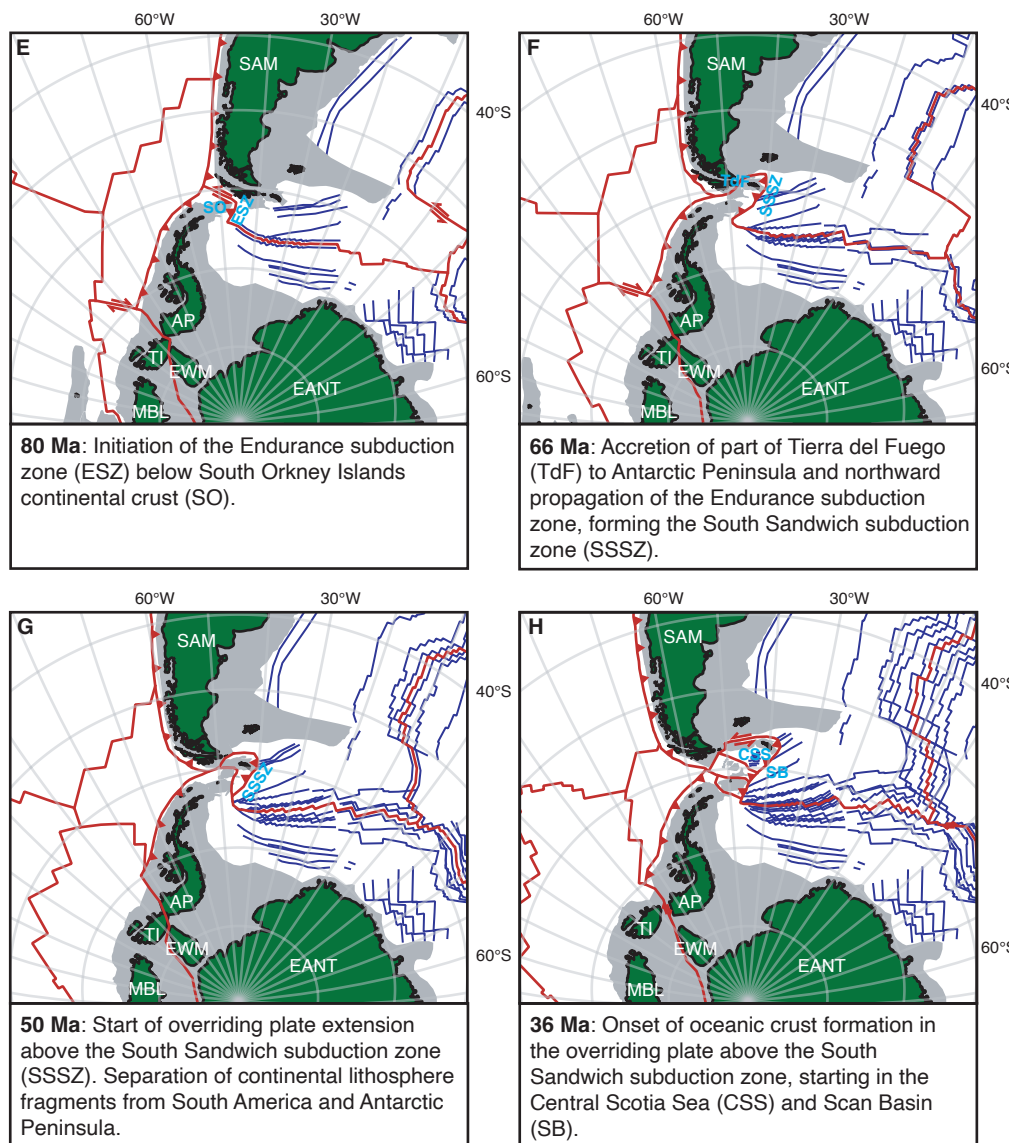 60°W
30°W
E
SAM
40°S
SO
ESZ
AP
TI
EWM
EANT
MBL
60°S
80 Ma: Initiation of the Endurance subduction
zone (ESZ) below South Orkney Islands
continental crust (SO).
60°W
30°W
F
SAM
40°S
TdF
SSSZ
AP
TI
EWM
EANT
MBL
60°S
66 Ma: Accretion of part of Tierra del Fuego
(TdF) to Antarctic Peninsula and northward
propagation of the Endurance subduction
zone, forming the South Sandwich subduction
zone (SSSZ).
60°W
30°W
G
SAM
40°S
SSSZ
AP
TI
EWM
EANT
MBL
60°S
50 Ma: Start of overriding plate extension
above the South Sandwich subduction zone
(SSSZ). Separation of continental lithosphere
fragments from South America and Antarctic
Peninsula.
60°W
30°W
H
SAM
40°S
CSS
SB
AP
TI
EWM
EANT
MBL
60°S
36 Ma: Onset of oceanic crust formation in
the overriding plate above the South
Sandwich subduction zone, starting in the
Central Scotia Sea (CSS) and Scan Basin
(SB).